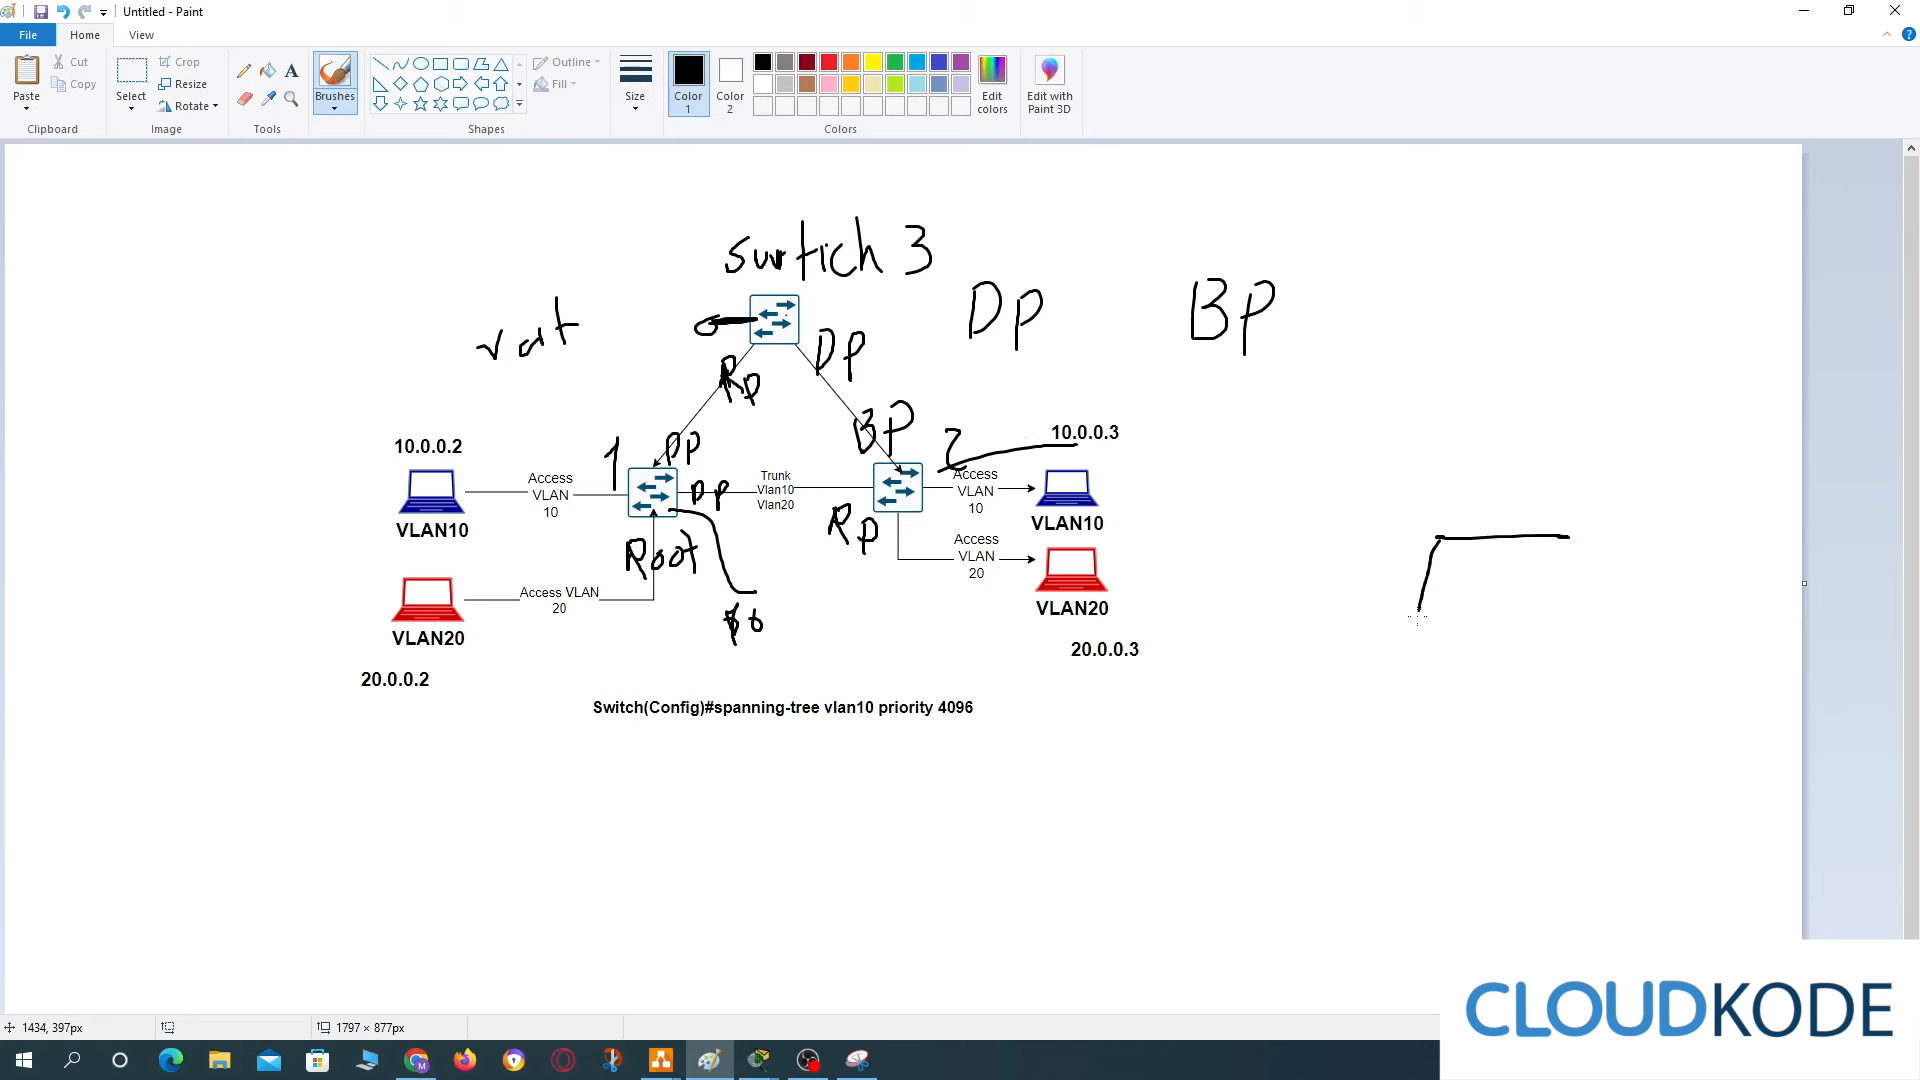 Untitled - Paint
File
Home
View
Paste
Cut
Copy
Clipboard
Select
Crop
Resize
Rotate
Image
Tools
Brushes
Shapes
Outline
Fill
Size
Color 1
Color 2
Colors
Edit colors
Edit with Paint 3D
switich 3
root
DP
BP
RP
DP
BP
10.0.0.2
1
DP
2
10.0.0.3
Access VLAN 10
DP
Trunk
Vlan10
Vlan20
Access VLAN 10
VLAN10
RP
VLAN10
Root
Access VLAN 20
Access VLAN 20
VLAN20
VLAN20
20.0.0.2
20.0.0.3
Switch(Config)#spanning-tree vlan10 priority 4096
1434, 397px
1797 × 877px
CLOUDKODE